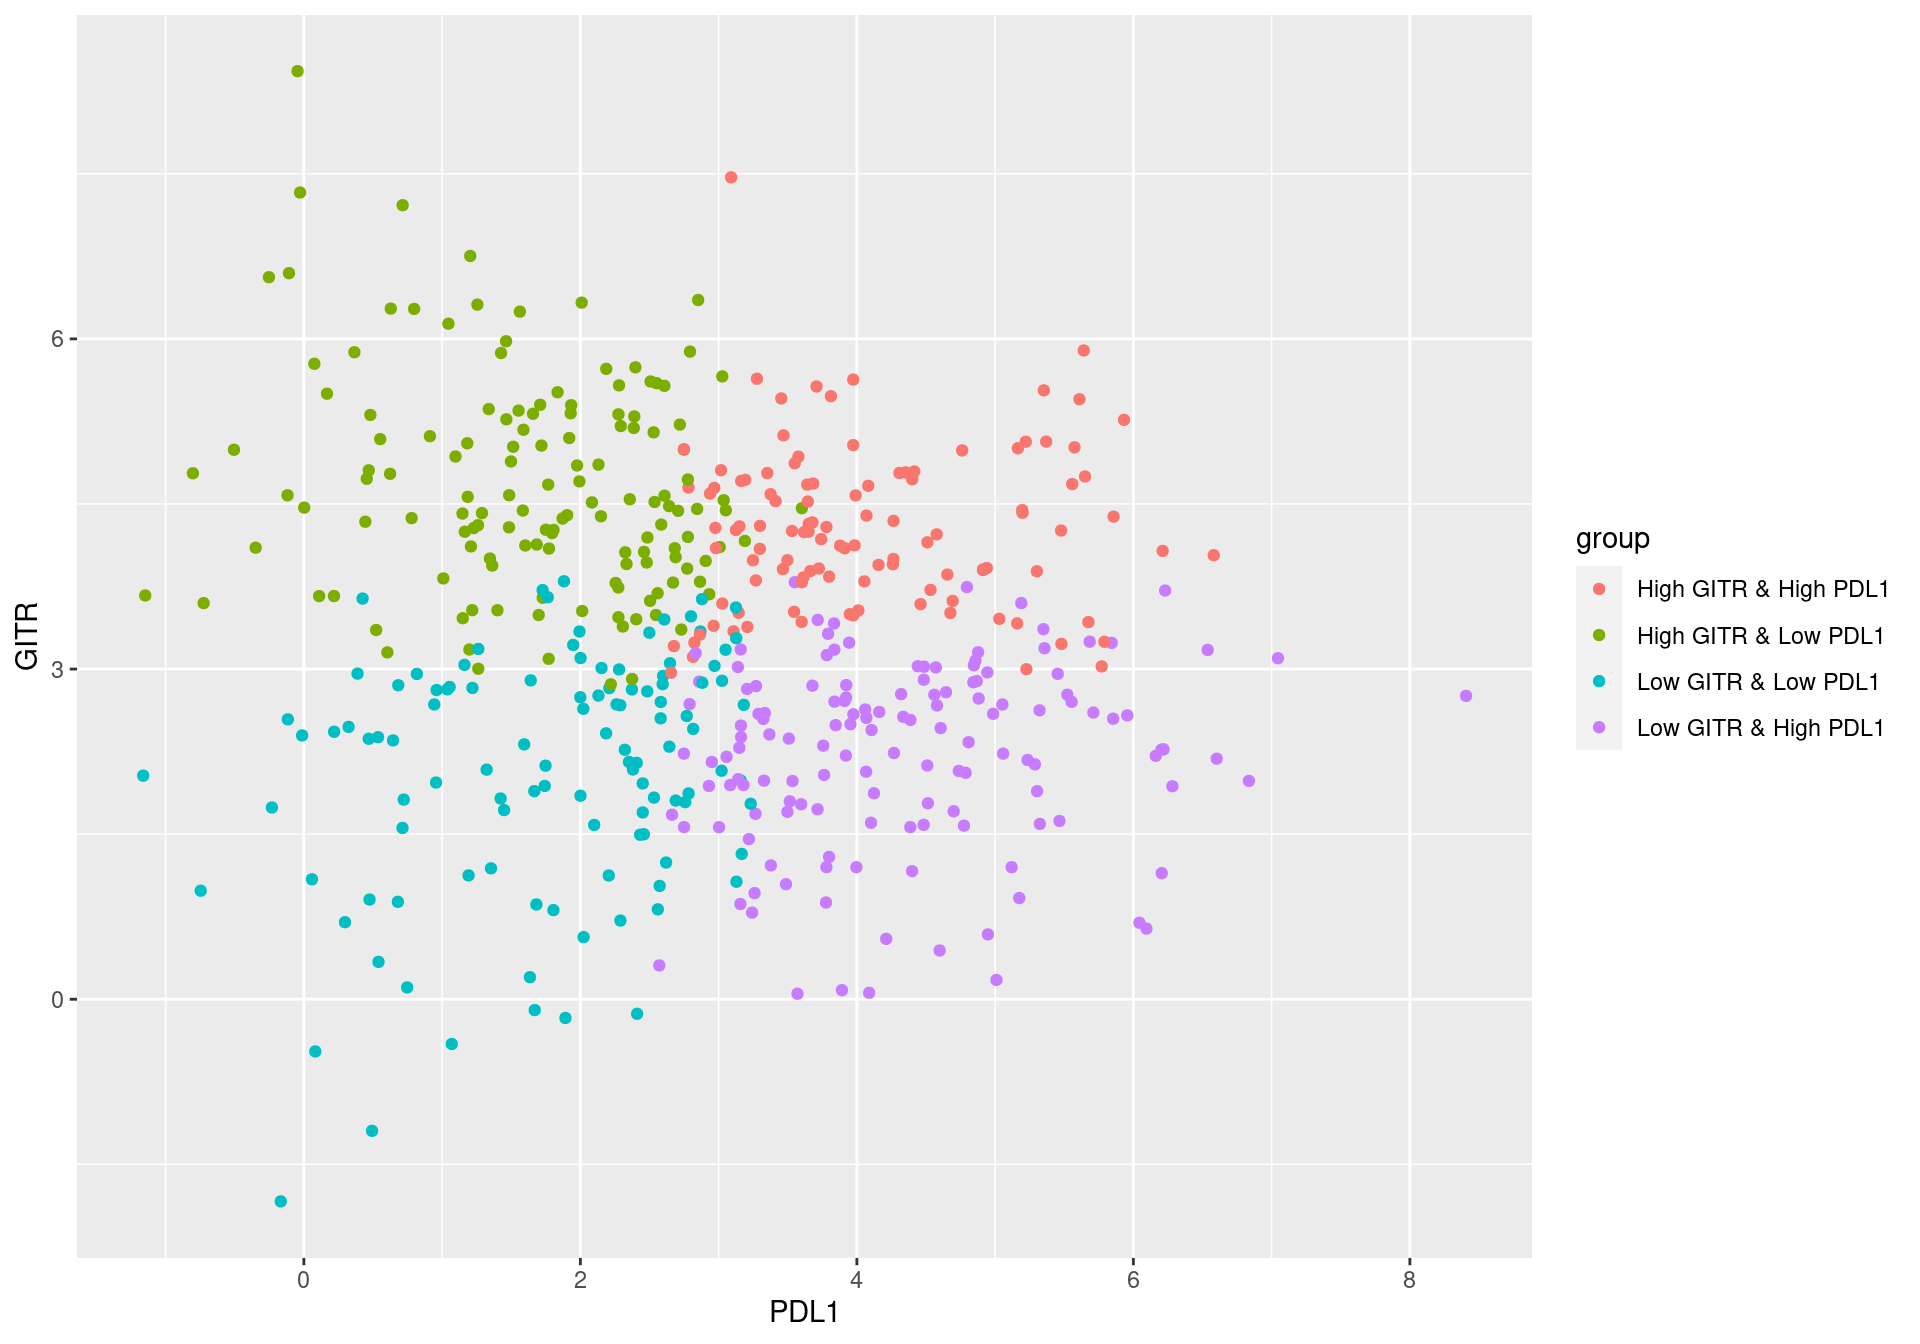 GITR
6
3
0
0 2 4 6 8
PDL1
group
High GITR & High PDL1
High GITR & Low PDL1
Low GITR & Low PDL1
Low GITR & High PDL1